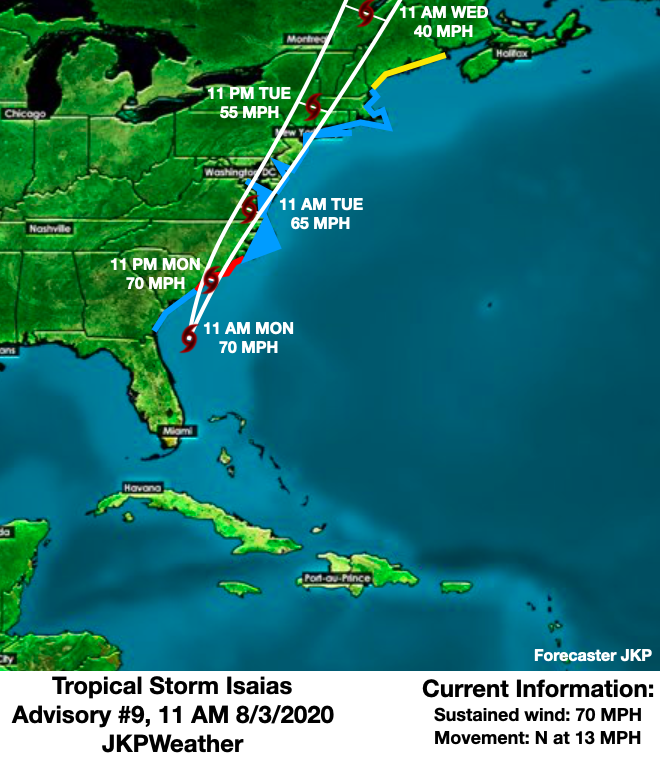 11 AM WED
40 MPH
Montreal
Halifax
11 PM TUE
55 MPH
Chicago
New York
Washington DC
11 AM TUE
65 MPH
Nashville
11 PM MON
70 MPH
11 AM MON
70 MPH
ans
Miami
Havana
da
Port-au-Prince
City
Forecaster JKP
Tropical Storm Isaias
Advisory #9, 11 AM 8/3/2020
JKPWeather
Current Information:
Sustained wind: 70 MPH
Movement: N at 13 MPH